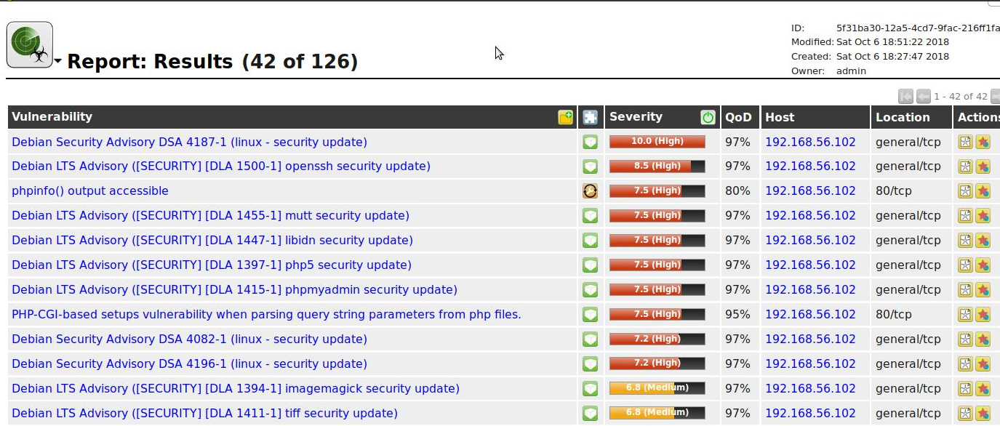 ID: 5f31ba30-12a5-4cd7-9fac-216ff1fa
Modified: Sat Oct 6 18:51:22 2018
Created: Sat Oct 6 18:27:47 2018
Owner: admin
Report: Results (42 of 126)
1 - 42 of 42
Vulnerability Severity QoD Host Location Actions
Debian Security Advisory DSA 4187-1 (linux - security update) 10.0 (High) 97% 192.168.56.102 general/tcp
Debian LTS Advisory ([SECURITY] [DLA 1500-1] openssh security update) 8.5 (High) 97% 192.168.56.102 general/tcp
phpinfo() output accessible 7.5 (High) 80% 192.168.56.102 80/tcp
Debian LTS Advisory ([SECURITY] [DLA 1455-1] mutt security update) 7.5 (High) 97% 192.168.56.102 general/tcp
Debian LTS Advisory ([SECURITY] [DLA 1447-1] libidn security update) 7.5 (High) 97% 192.168.56.102 general/tcp
Debian LTS Advisory ([SECURITY] [DLA 1397-1] php5 security update) 7.5 (High) 97% 192.168.56.102 general/tcp
Debian LTS Advisory ([SECURITY] [DLA 1415-1] phpmyadmin security update) 7.5 (High) 97% 192.168.56.102 general/tcp
PHP-CGI-based setups vulnerability when parsing query string parameters from php files. 7.5 (High) 95% 192.168.56.102 80/tcp
Debian Security Advisory DSA 4082-1 (linux - security update) 7.2 (High) 97% 192.168.56.102 general/tcp
Debian Security Advisory DSA 4196-1 (linux - security update) 7.2 (High) 97% 192.168.56.102 general/tcp
Debian LTS Advisory ([SECURITY] [DLA 1394-1] imagemagick security update) 6.8 (Medium) 97% 192.168.56.102 general/tcp
Debian LTS Advisory ([SECURITY] [DLA 1411-1] tiff security update) 6.8 (Medium) 97% 192.168.56.102 general/tcp